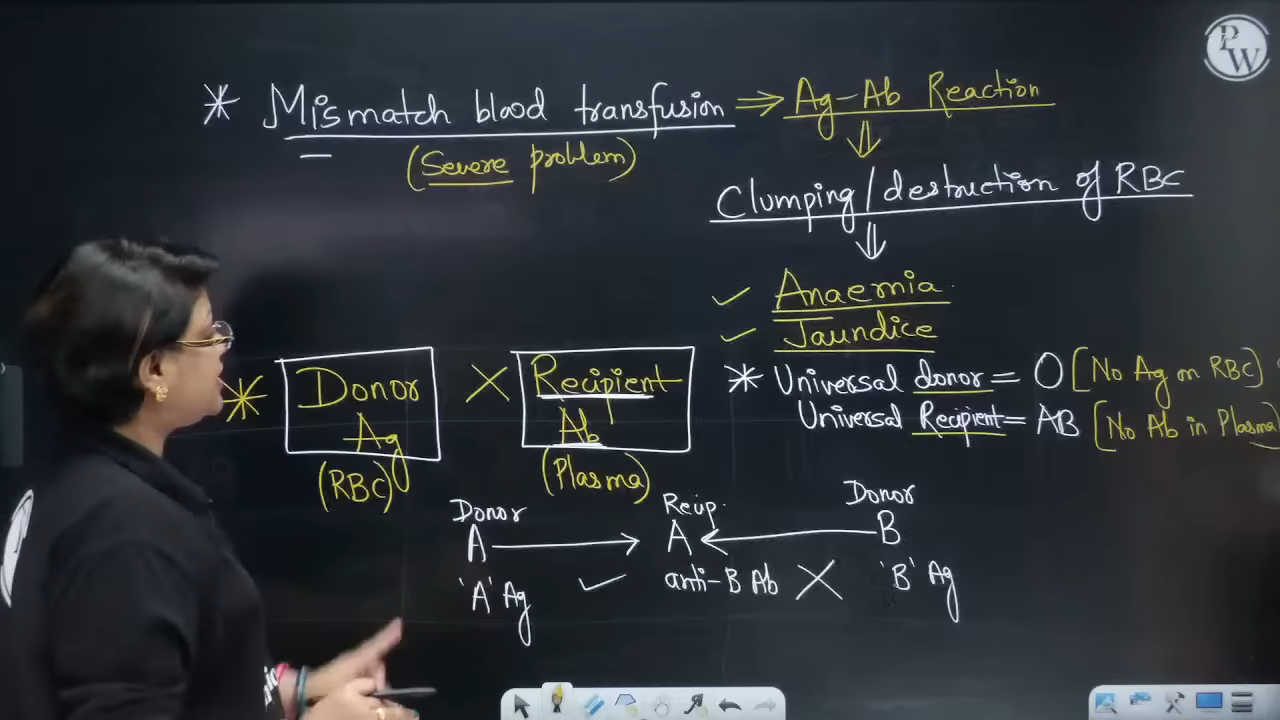 PW
* Mismatch blood transfusion ⇒ Ag-Ab Reaction
(Severe problem)
Clumping/destruction of RBC
✓ Anaemia
✓ Jaundice
* Donor Ag (RBC) × Recipient Ab (Plasma)
* Universal donor = O [No Ag on RBC]
Universal Recipient = AB [No Ab in Plasma]
Donor Recip. Donor
A → A ← B
'A' Ag ✓ anti-B Ab × 'B' Ag